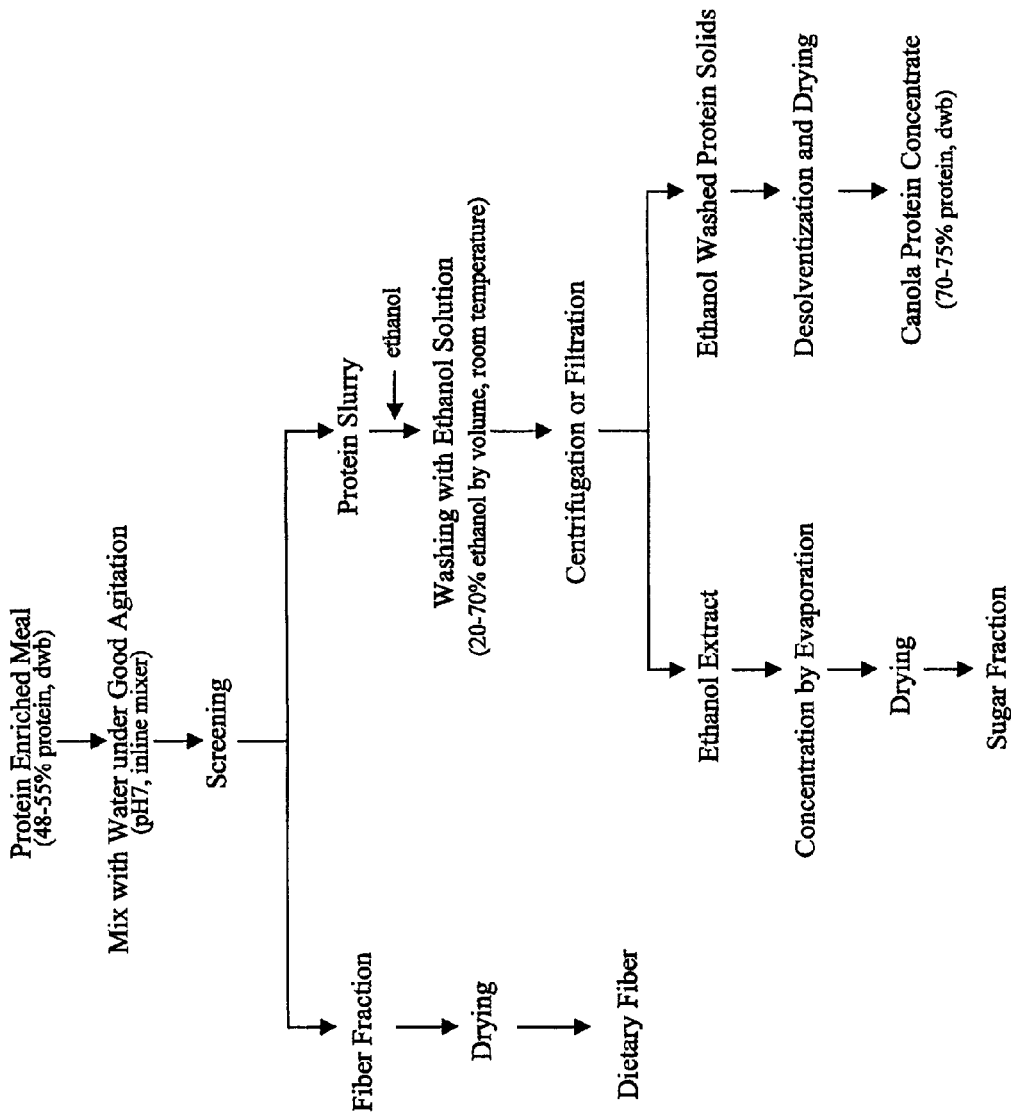 Protein Enriched Meal
(48-55% protein, dwb)
Mix with Water under Good Agitation
(pH7, inline mixer)
Screening
Fiber Fraction
Drying
Dietary Fiber
Protein Slurry
ethanol
Washing with Ethanol Solution
(20-70% ethanol by volume, room temperature)
Centrifugation or Filtration
Ethanol Extract
Concentration by Evaporation
Drying
Sugar Fraction
Ethanol Washed Protein Solids
Desolventization and Drying
Canola Protein Concentrate
(70-75% protein, dwb)